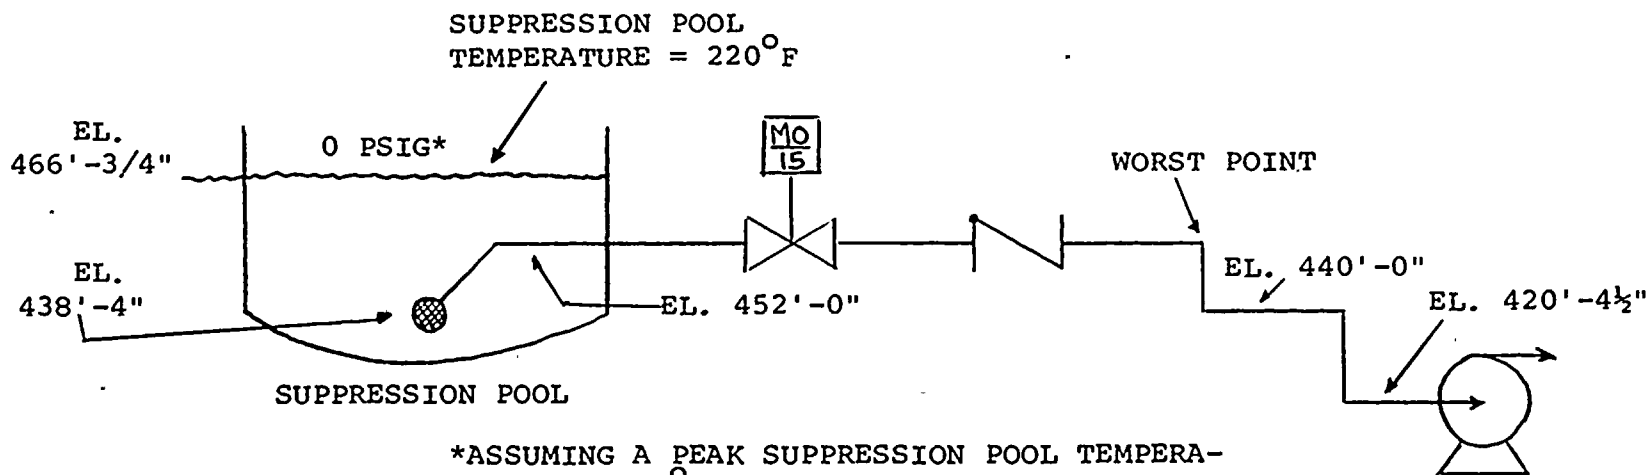 SUPPRESSION POOL
TEMPERATURE = 220°F
EL.
466'-3/4"
0 PSIG*
MO
15
WORST POINT
EL.
438'-4"
EL. 452'-0"
EL. 440'-0"
EL. 420'-4½"
SUPPRESSION POOL
*ASSUMING A PEAK SUPPRESSION POOL TEMPERA-